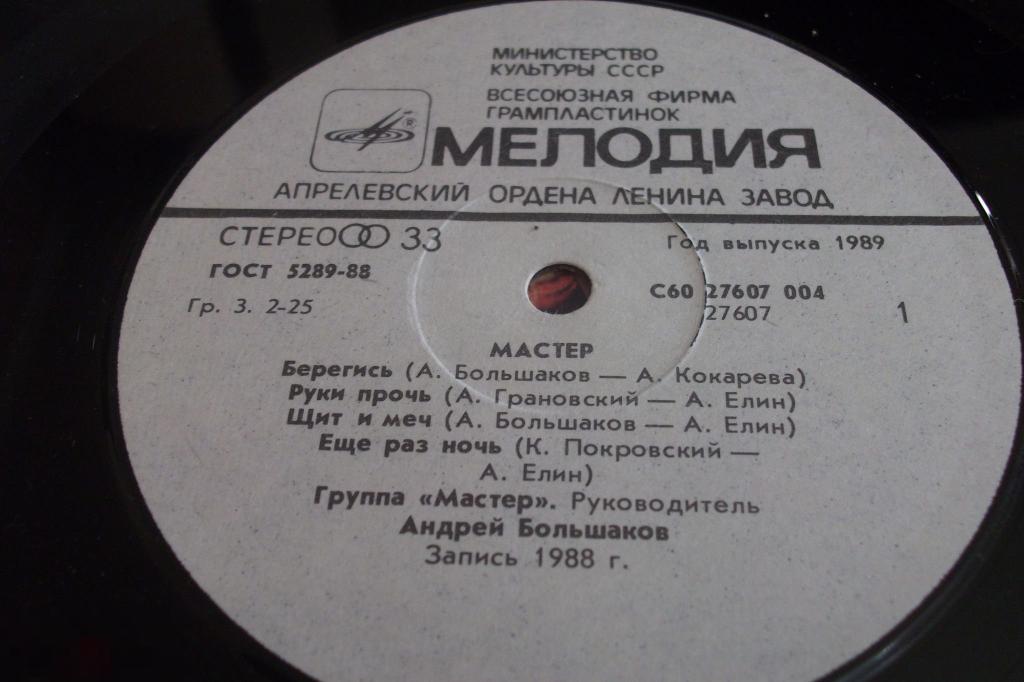 МИНИСТЕРСТВО
КУЛЬТУРЫ СССР
ВСЕСОЮЗНАЯ ФИРМА
ГРАМПЛАСТИНОК
®
МЕЛОДИЯ
АПРЕЛЕВСКИЙ ОРДЕНА ЛЕНИНА ЗАВОД
СТЕРЕО 33
Год выпуска 1989
ГОСТ 5289-88
С60 27607 004
Гр. 3. 2-25
27607
1
МАСТЕР
Берегись (А. Большаков — А. Кокарева)
Руки прочь (А. Грановский — А. Елин)
Щит и меч (А. Большаков — А. Елин)
Еще раз ночь (К. Покровский —
А. Елин)
Группа «Мастер». Руководитель
Андрей Большаков
Запись 1988 г.